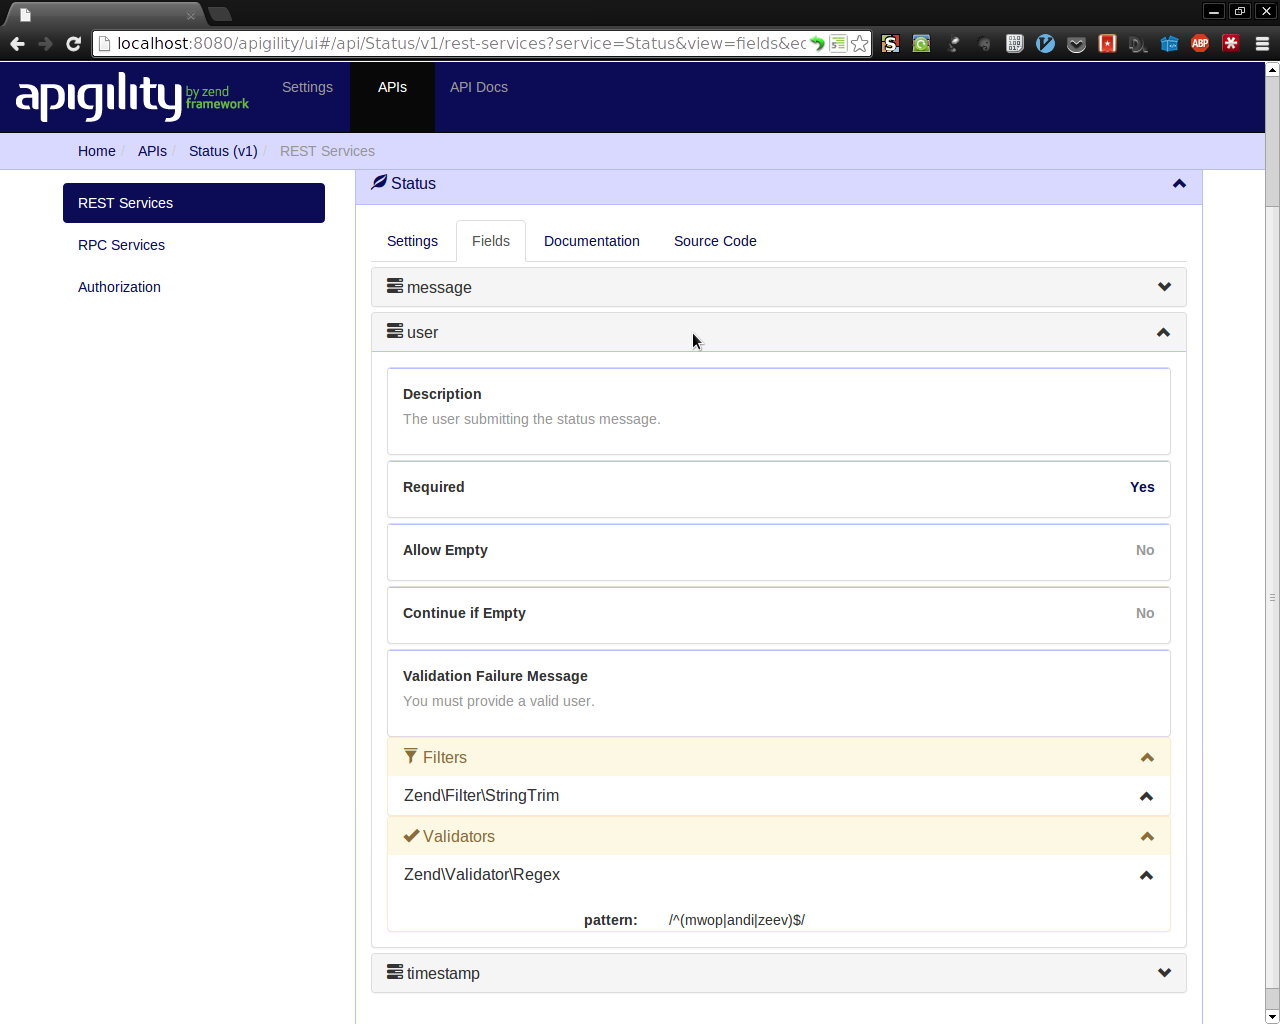 localhost:8080/apigility/ui#/api/Status/v1/rest-services?service=Status&view=fields&ec
apigility by zend framework
Settings APIs API Docs
Home / APIs / Status (v1) / REST Services
REST Services
RPC Services
Authorization
Status
Settings Fields Documentation Source Code
message
user
Description
The user submitting the status message.
Required Yes
Allow Empty No
Continue if Empty No
Validation Failure Message
You must provide a valid user.
Filters
Zend\Filter\StringTrim
Validators
Zend\Validator\Regex
pattern: /^(mwop|andi|zeev)$/
timestamp